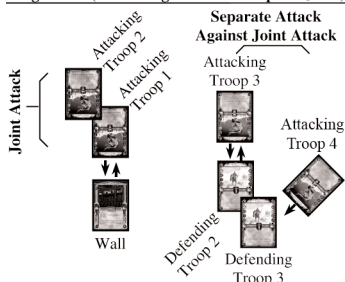 Separate Attack
Against Joint Attack
Joint Attack
Attacking
Troop 2
Attacking
Troop 1
Wall
Attacking
Troop 3
Attacking
Troop 4
Defending
Troop 2
Defending
Troop 3